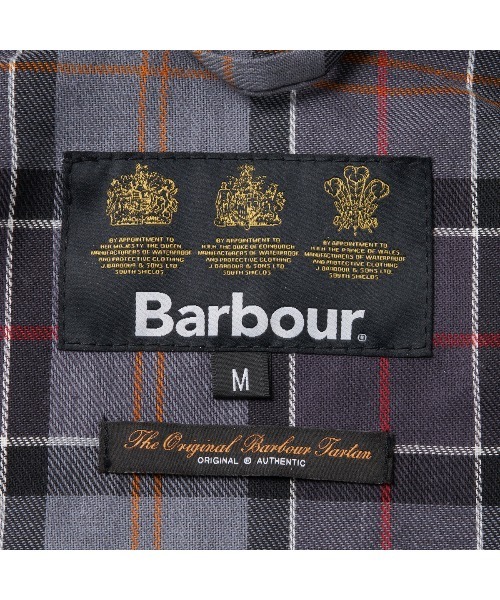 BY APPOINTMENT TO
HER MAJESTY THE QUEEN
MANUFACTURERS OF WATERPROOF
AND PROTECTIVE CLOTHING
J.BARBOUR & SONS LTD
SOUTH SHIELDS
BY APPOINTMENT TO
H.R.H. THE DUKE OF EDINBURGH
MANUFACTURERS OF WATERPROOF
AND PROTECTIVE CLOTHING
J.BARBOUR & SONS LTD
SOUTH SHIELDS
BY APPOINTMENT TO
H.R.H. THE PRINCE OF WALES
MANUFACTURERS OF WATERPROOF
AND PROTECTIVE CLOTHING
J.BARBOUR & SONS LTD
SOUTH SHIELDS
Barbour®
M
The Original Barbour Tartan
ORIGINAL ® AUTHENTIC